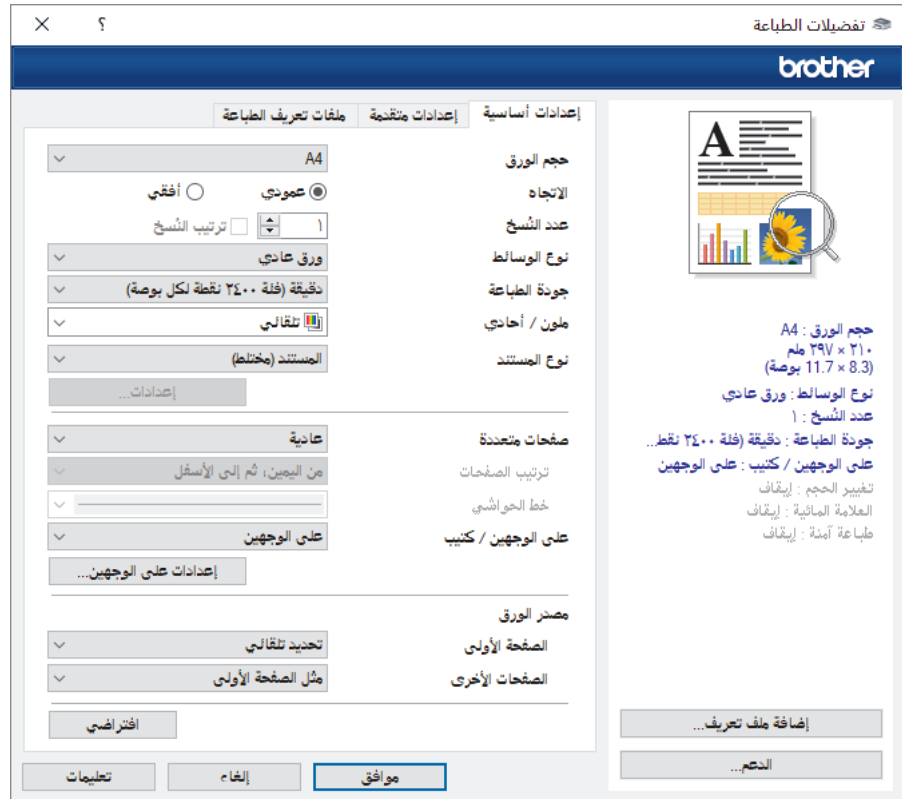 تفضيلات الطباعة
؟
brother
A
حجم الورق : A4
٢١٠ × ٢٩٧ ملم
(8.3 × 11.7 بوصة)
نوع الوسائط : ورق عادي
عدد النُسخ : ١
جودة الطباعة : دقيقة (فئة ٢٤٠٠ نقط...
على الوجهين / كتيب : على الوجهين
تغيير الحجم : إيقاف
العلامة المائية : إيقاف
طباعة آمنة : إيقاف
إضافة ملف تعريف...
الدعم...
إعدادات أساسية إعدادات متقدمة ملفات تعريف الطباعة
حجم الورق A4
الاتجاه عمودي أفقي
عدد النُسخ ١ ترتيب النُسخ
نوع الوسائط ورق عادي
جودة الطباعة دقيقة (فئة ٢٤٠٠ نقطة لكل بوصة)
ملون / أحادي تلقائي
نوع المستند المستند (مختلط)
إعدادات...
صفحات متعددة عادية
ترتيب الصفحات من اليمين، ثم إلى الأسفل
خط الحواشي
على الوجهين / كتيب على الوجهين
إعدادات على الوجهين...
مصدر الورق
الصفحة الأولى تحديد تلقائي
الصفحات الأخرى مثل الصفحة الأولى
افتراضي
موافق إلغاء تعليمات